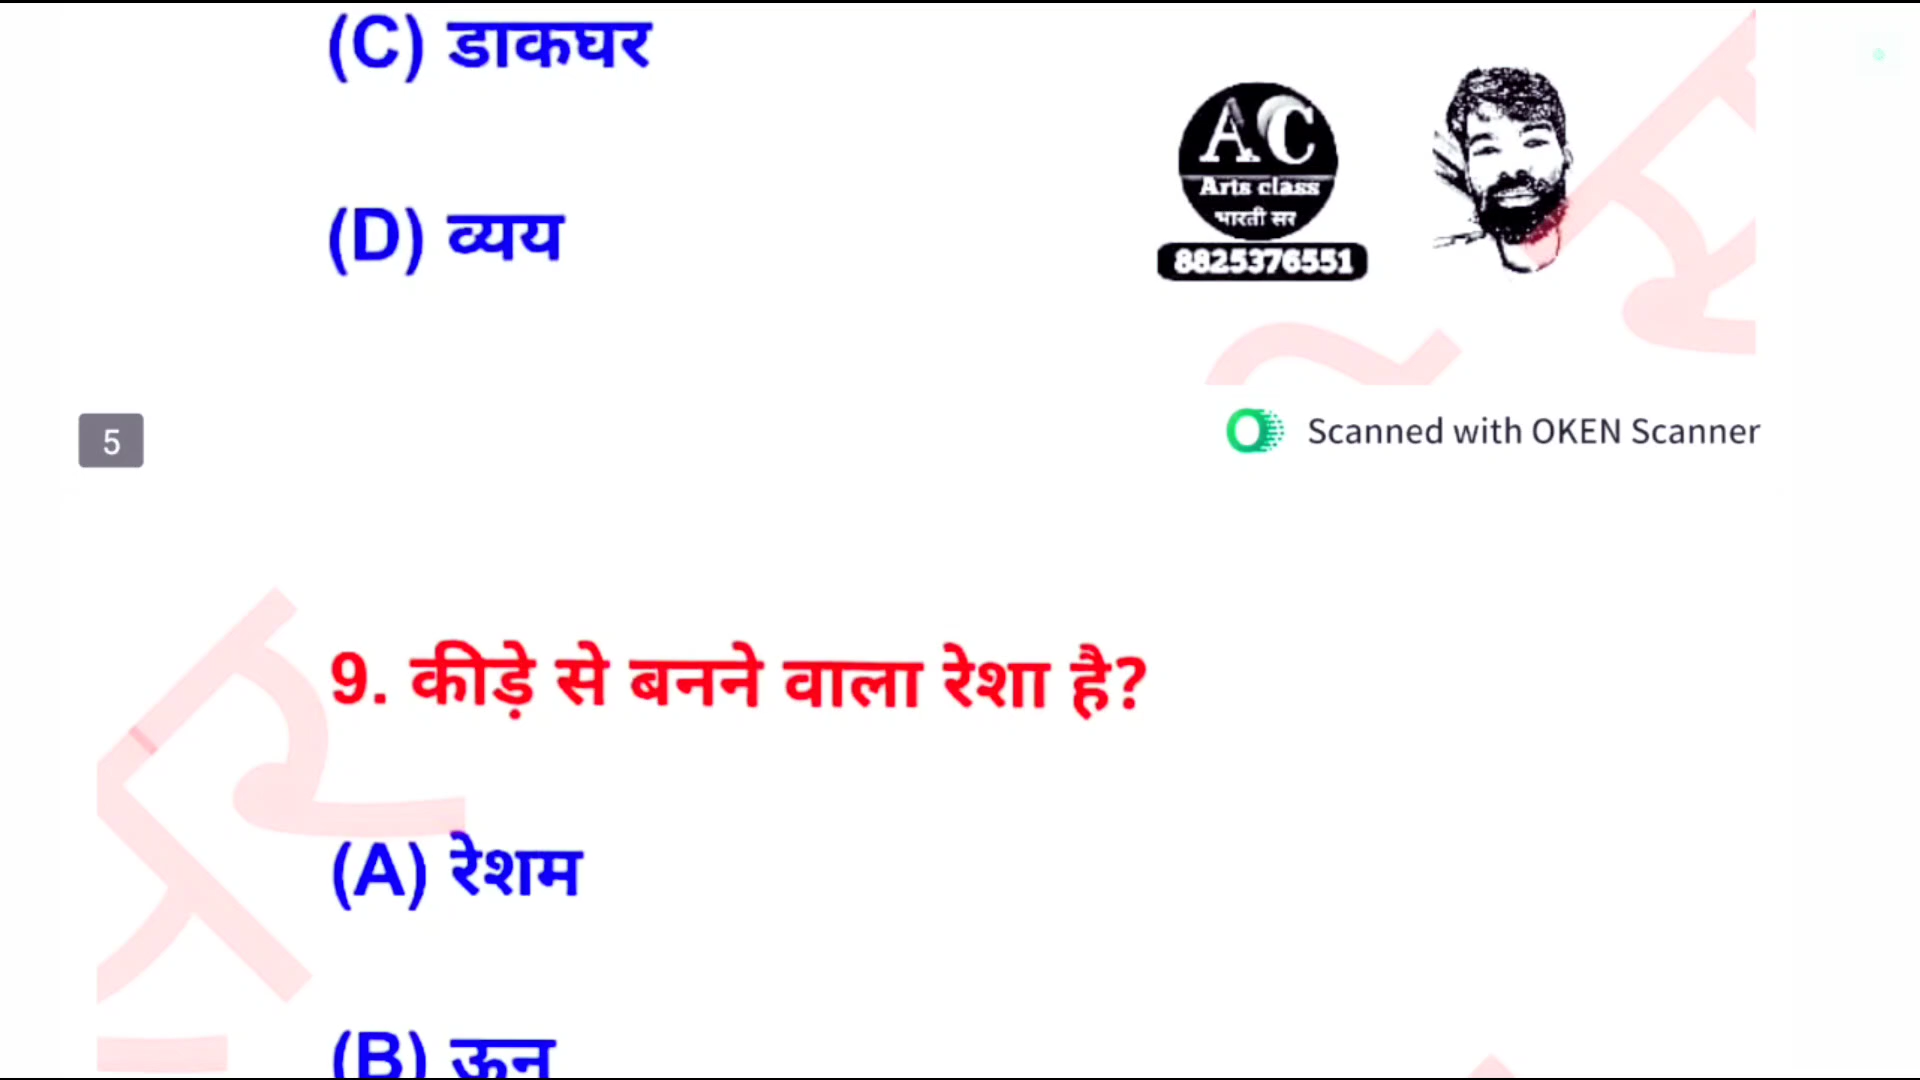 (C) डाकघर
(D) व्यय
AC
Arts class
भारती सर
8825376551
Scanned with OKEN Scanner
5
9. कीड़े से बनने वाला रेशा है?
(A) रेशम
(B) ऊन